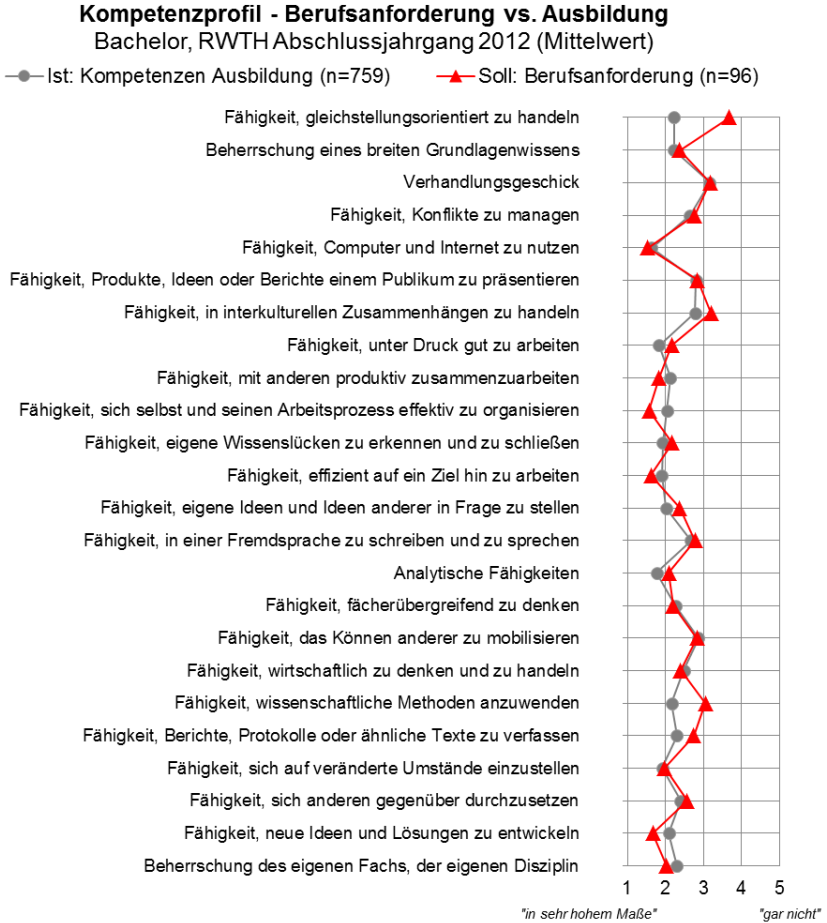 Kompetenzprofil - Berufsanforderung vs. Ausbildung
Bachelor, RWTH Abschlussjahrgang 2012 (Mittelwert)
Ist: Kompetenzen Ausbildung (n=759) Soll: Berufsanforderung (n=96)
Fähigkeit, gleichstellungsorientiert zu handeln
Beherrschung eines breiten Grundlagenwissens
Verhandlungsgeschick
Fähigkeit, Konflikte zu managen
Fähigkeit, Computer und Internet zu nutzen
Fähigkeit, Produkte, Ideen oder Berichte einem Publikum zu präsentieren
Fähigkeit, in interkulturellen Zusammenhängen zu handeln
Fähigkeit, unter Druck gut zu arbeiten
Fähigkeit, mit anderen produktiv zusammenzuarbeiten
Fähigkeit, sich selbst und seinen Arbeitsprozess effektiv zu organisieren
Fähigkeit, eigene Wissenslücken zu erkennen und zu schließen
Fähigkeit, effizient auf ein Ziel hin zu arbeiten
Fähigkeit, eigene Ideen und Ideen anderer in Frage zu stellen
Fähigkeit, in einer Fremdsprache zu schreiben und zu sprechen
Analytische Fähigkeiten
Fähigkeit, fächerübergreifend zu denken
Fähigkeit, das Können anderer zu mobilisieren
Fähigkeit, wirtschaftlich zu denken und zu handeln
Fähigkeit, wissenschaftliche Methoden anzuwenden
Fähigkeit, Berichte, Protokolle oder ähnliche Texte zu verfassen
Fähigkeit, sich auf veränderte Umstände einzustellen
Fähigkeit, sich anderen gegenüber durchzusetzen
Fähigkeit, neue Ideen und Lösungen zu entwickeln
Beherrschung des eigenen Fachs, der eigenen Disziplin
1 2 3 4 5
"in sehr hohem Maße" "gar nicht"